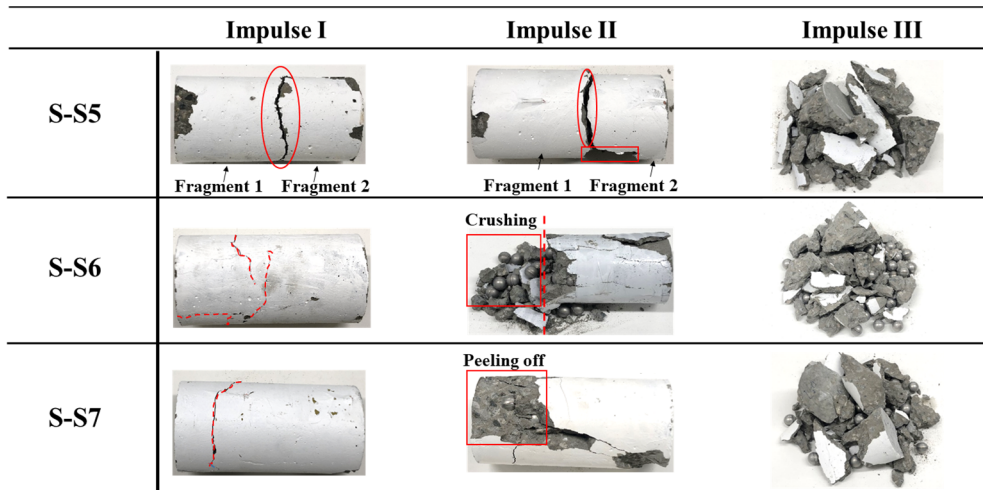 Impulse I Impulse II Impulse III
S-S5
Fragment 1 Fragment 2
Fragment 1 Fragment 2
S-S6
Crushing
S-S7
Peeling off